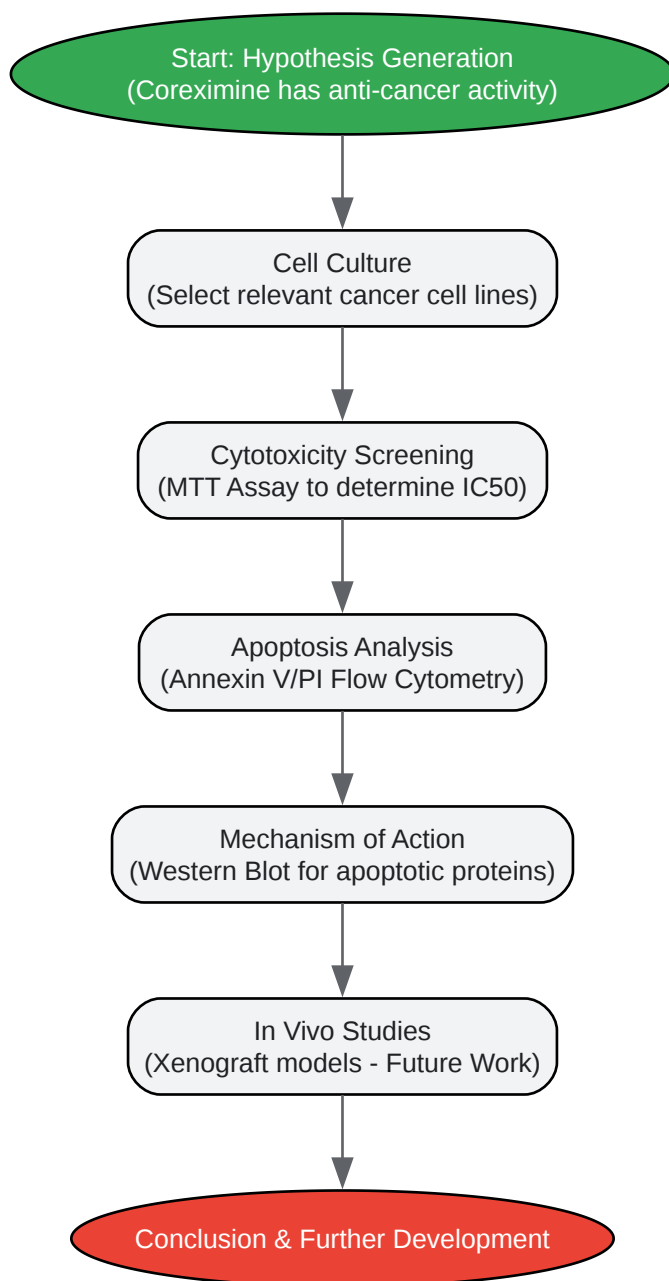 Start: Hypothesis Generation
(Coreximine has anti-cancer activity)
Cell Culture
(Select relevant cancer cell lines)
Cytotoxicity Screening
(MTT Assay to determine IC50)
Apoptosis Analysis
(Annexin V/PI Flow Cytometry)
Mechanism of Action
(Western Blot for apoptotic proteins)
In Vivo Studies
(Xenograft models - Future Work)
Conclusion & Further Development